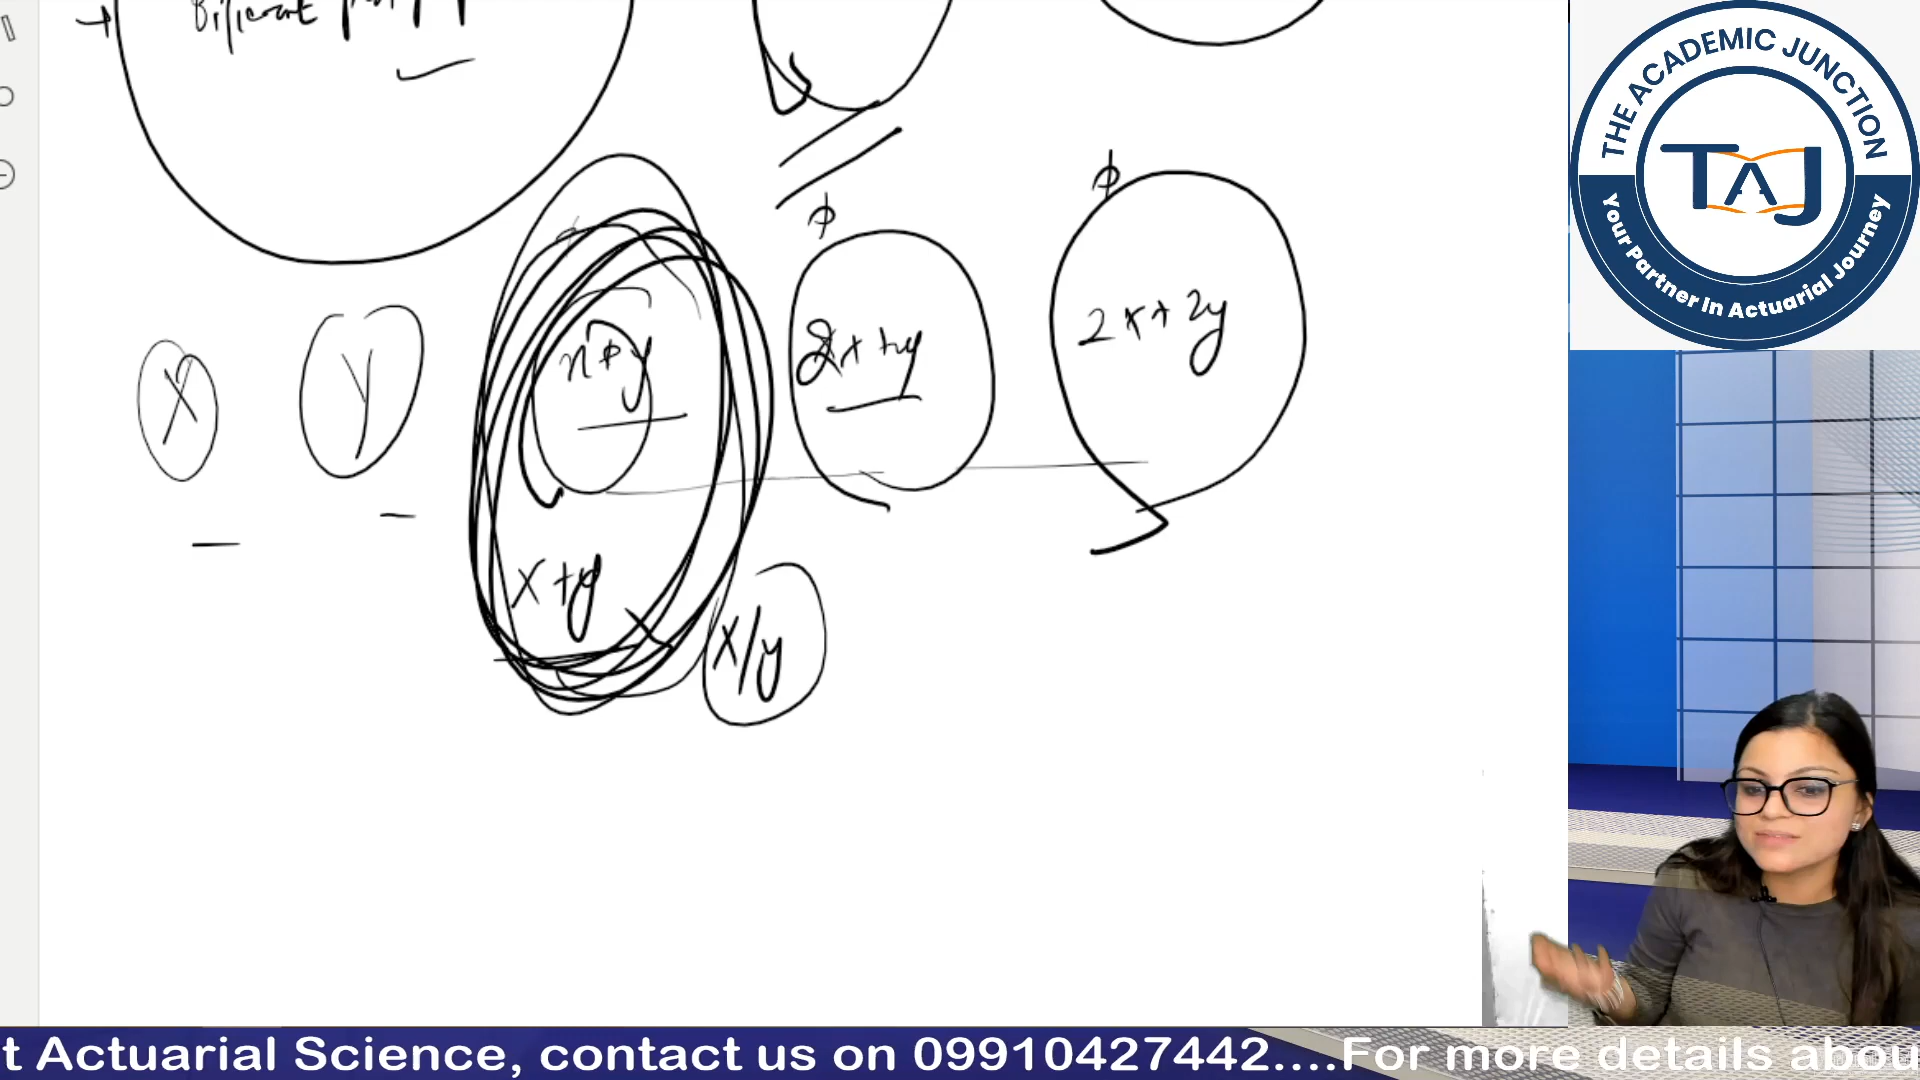 THE ACADEMIC JUNCTION
TAJ
Your Partner In Actuarial Journey
ϕ
ϕ
x
y
x+y
2x+y
2x+2y
x+y
x/y
t Actuarial Science, contact us on 09910427442....For more details abou